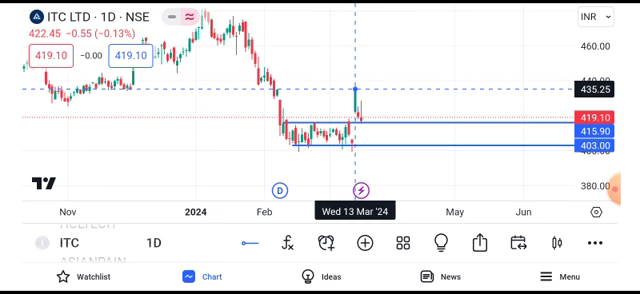 ITC LTD · 1D · NSE
INR
422.45 −0.55 (−0.13%)
419.10 −0.00 419.10
460.00
440.00
435.25
419.10
415.90
403.00
400.00
380.00
D
Nov 2024 Feb Wed 13 Mar '24 May Jun
ITC 1D
ASIANPAINT
Watchlist Chart Ideas News Menu